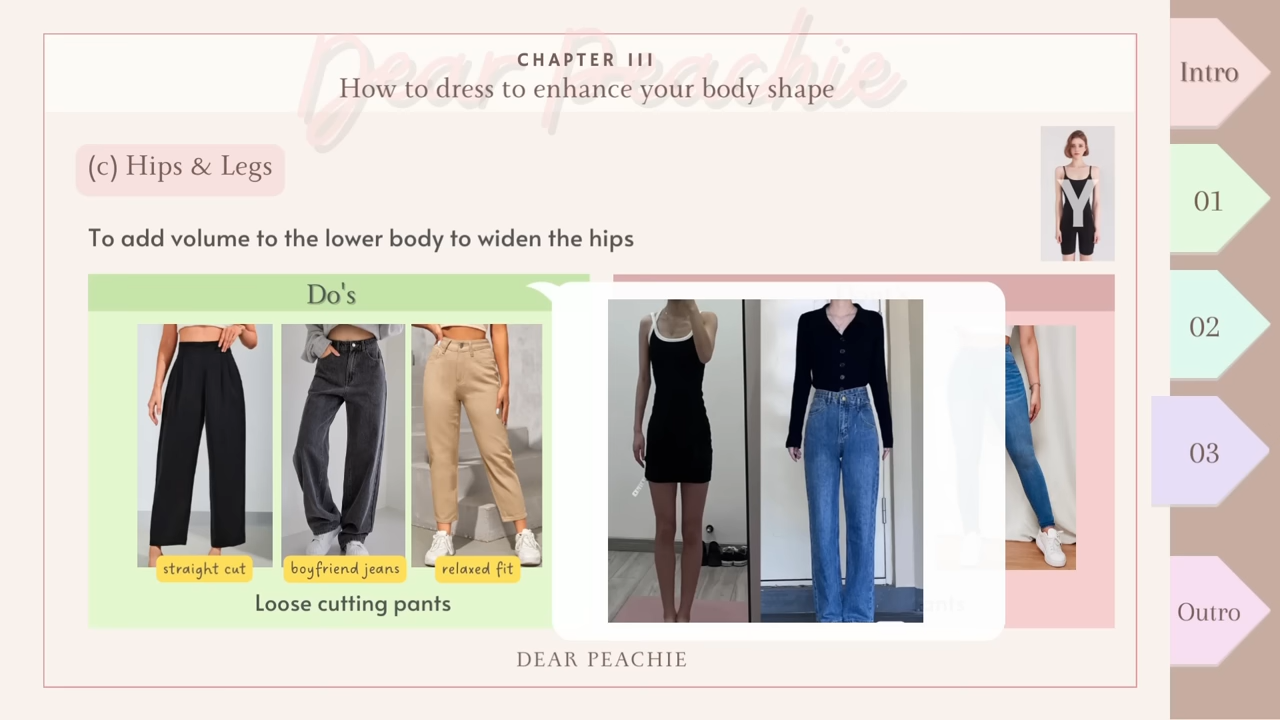 Dear Peachie
CHAPTER III
How to dress to enhance your body shape
(c) Hips & Legs
Y
To add volume to the lower body to widen the hips
Do's
straight cut
boyfriend jeans
relaxed fit
Loose cutting pants
DEAR PEACHIE
Intro
01
02
03
Outro